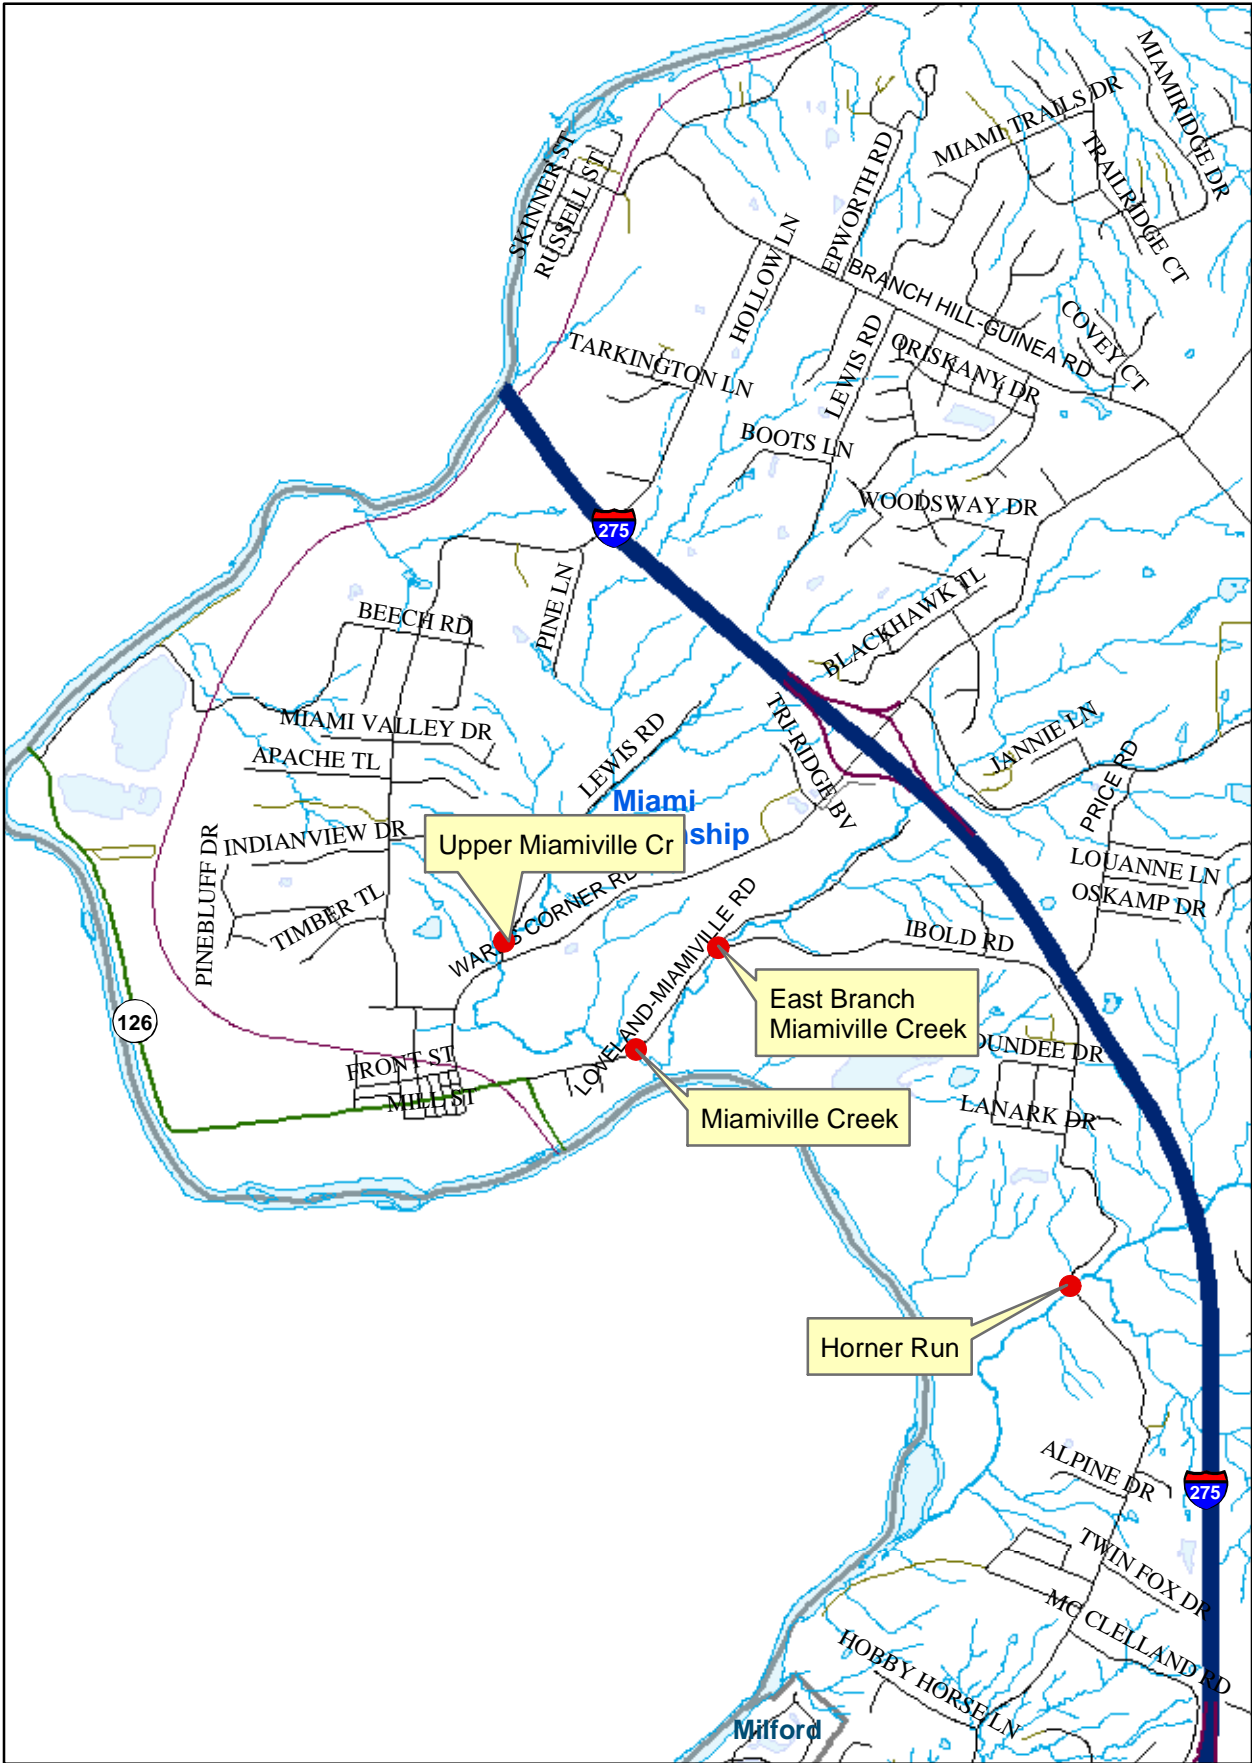 MIAMIRIDGE DR
MIAMI TRAILS DR
TRAILRIDGE CT
SKINNER ST
RUSSELL ST
EPWORTH RD
HOLLOW LN
BRANCH HILL-GUINEA RD
COVEY CT
TARKINGTON LN
LEWIS RD
ORISKANY DR
BOOTS LN
WOODSWAY DR
275
BEECH RD
PINE LN
BLACKHAWK TL
MIAMI VALLEY DR
APACHE TL
LEWIS RD
TRI-RIDGE BV
JANNIE LN
PRICE RD
Miami
INDIANVIEW DR
Upper Miamiville Cr
LOUANNE LN
OSKAMP DR
PINEBLUFF DR
TIMBER TL
CORNER RD
LOVELAND-MIAMIVILLE RD
IBOLD RD
126
East Branch
Miamiville Creek
FRONT ST
MILL ST
DUNDEE DR
LANARK DR
Miamiville Creek
Horner Run
ALPINE DR
275
TWIN FOX DR
MC CLELLAND RD
HOBBY HORSE LN
Milford